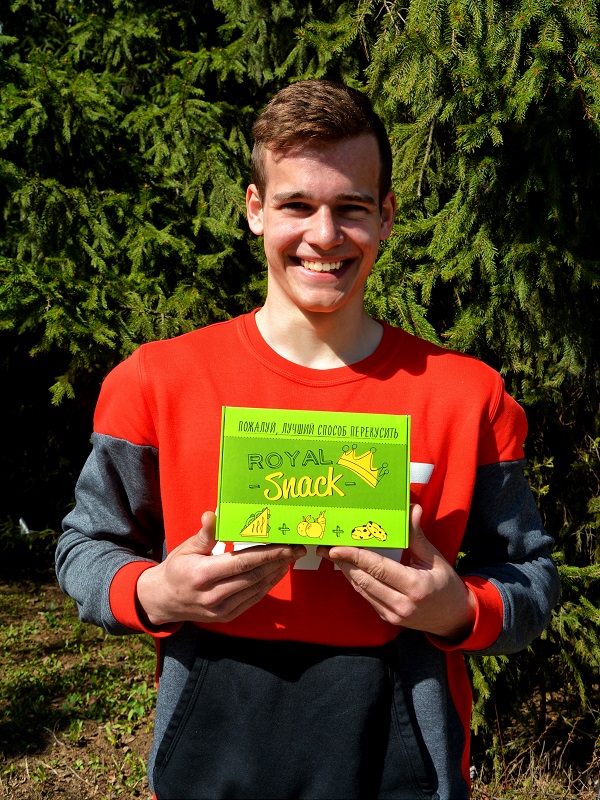 ПОЖАЛУЙ, ЛУЧШИЙ СПОСОБ ПЕРЕКУСИТЬ
ROYAL
- Snack -
+ +